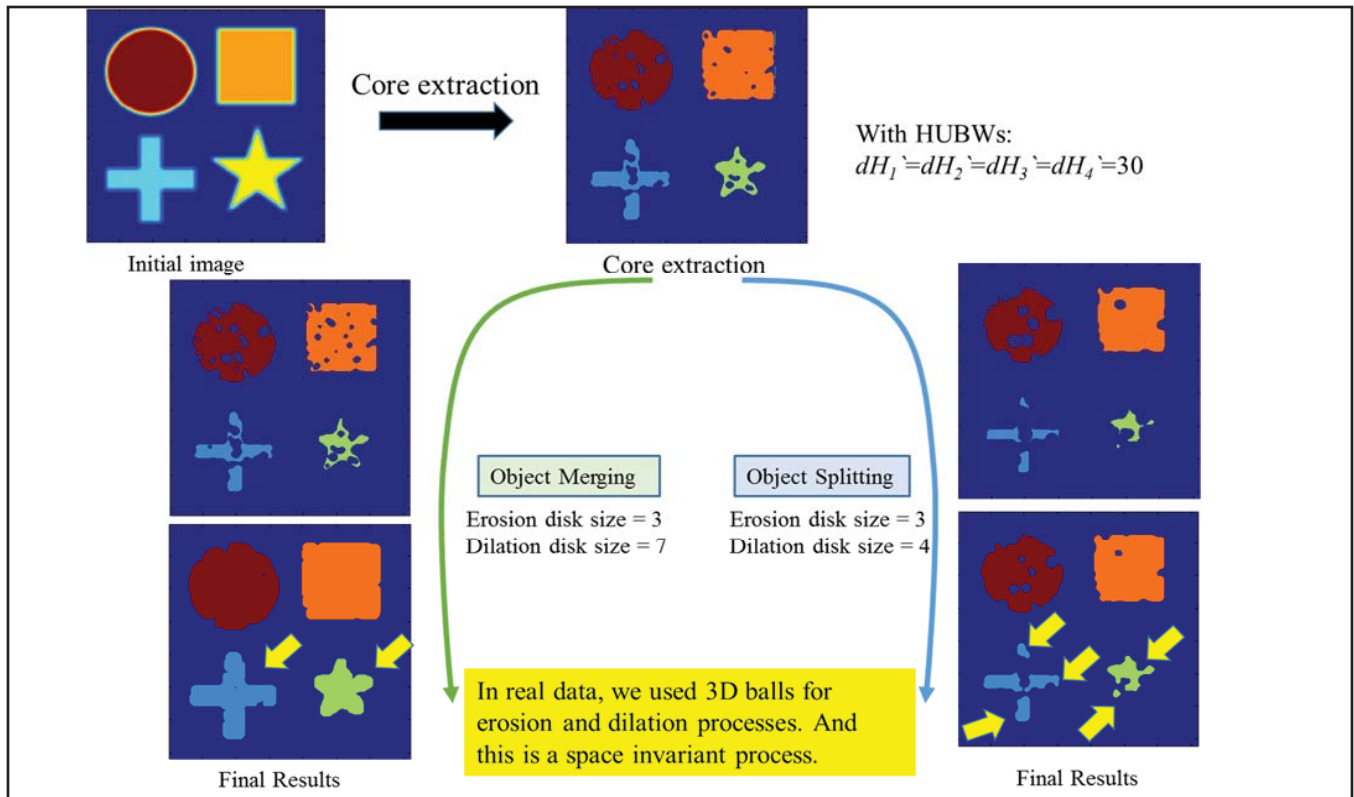 Core extraction
With HUBWs:
dH₁`=dH₂`=dH₃`=dH₄`=30
Initial image
Core extraction
Object Merging
Erosion disk size = 3
Dilation disk size = 7
Object Splitting
Erosion disk size = 3
Dilation disk size = 4
In real data, we used 3D balls for
erosion and dilation processes. And
this is a space invariant process.
Final Results
Final Results